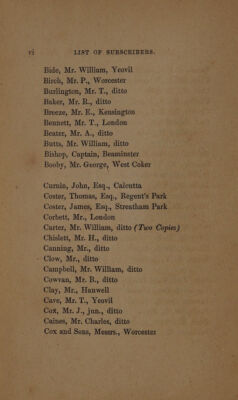 vi LIST OF SUBSCRIBERS.
Bide, Mr. William, Yeovil
Birch, Mr. P., Worcester
Burlington, Mr. T., ditto
Baker, Mr. R., ditto
Breeze, Mr. E., Kensington
Bennett, Mr. T., London
Beater, Mr. A., ditto
Butts, Mr. William, ditto
Bishop, Captain, Beaminster
Booby, Mr. George, West Coker
Curnin, John, Esq., Calcutta
Coster, Thomas, Esq., Regent's Park
Coster, James, Esq., Streatham Park
Corbett, Mr., London
Carter, Mr. William, ditto (Two Copies)
Chislett, Mr. H., ditto
Canning, Mr., ditto
Clow, Mr., ditto
Campbell, Mr. William, ditto
Cowvan, Mr. B., ditto
Clay, Mr., Hanwell
Cave, Mr. T., Yeovil
Cox, Mr. J., jun., ditto
Caines, Mr. Charles, ditto
Cox and Sons, Messrs., Worcester